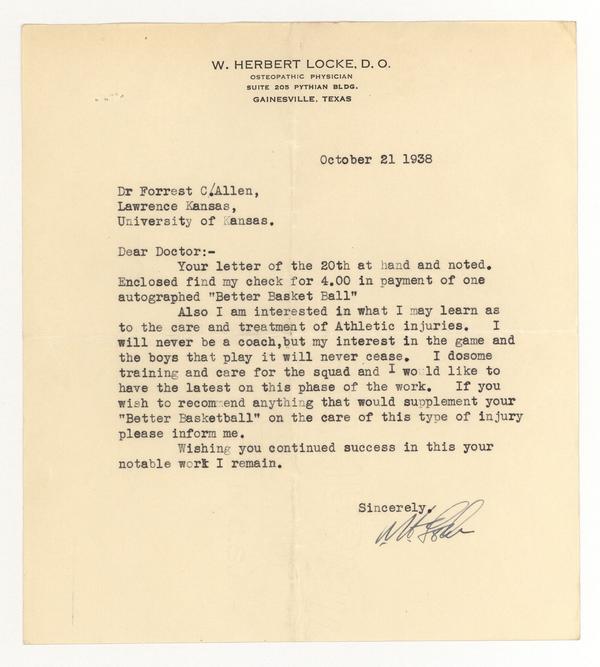 W. HERBERT LOCKE, D. O.
OSTEOPATHIC PHYSICIAN
SUITE 205 PYTHIAN BLDG.
GAINESVILLE, TEXAS
October 21 1938
Dr Forrest C.Allen,
Lawrence Kansas,
University of Kansas.
Dear Doctor:-
Your letter of the 20th at hand and noted.
Enclosed find my check for 4.00 in payment of one
autographed "Better Basket Ball"
Also I am interested in what I may learn as
to the care and treatment of Athletic injuries. I
will never be a coach,but my interest in the game and
the boys that play it will never cease. I dosome
training and care for the squad and I would like to
have the latest on this phase of the work. If you
wish to recommend anything that would supplement your
"Better Basketball" on the care of this type of injury
please inform me.
Wishing you continued success in this your
notable work I remain.
Sincerely,